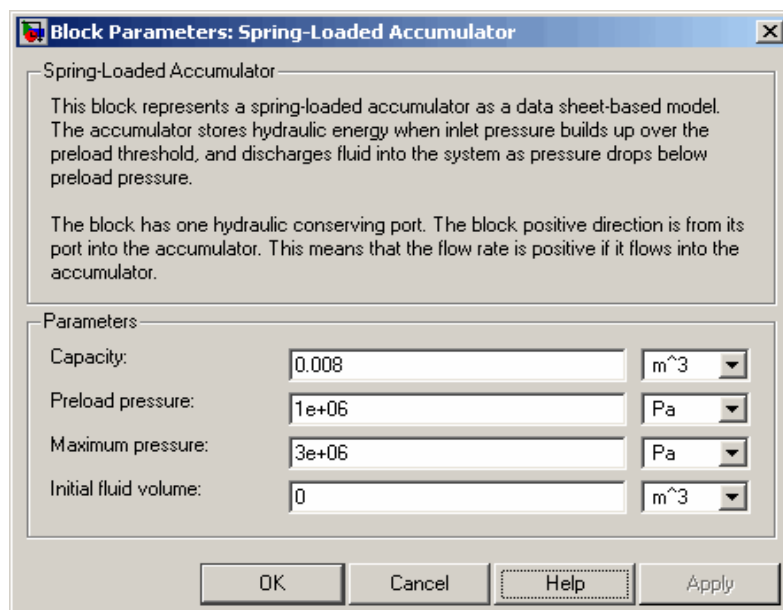 Block Parameters: Spring-Loaded Accumulator
Spring-Loaded Accumulator
This block represents a spring-loaded accumulator as a data sheet-based model.
The accumulator stores hydraulic energy when inlet pressure builds up over the
preload threshold, and discharges fluid into the system as pressure drops below
preload pressure.
The block has one hydraulic conserving port. The block positive direction is from its
port into the accumulator. This means that the flow rate is positive if it flows into the
accumulator.
Parameters
Capacity: 0.008 m^3
Preload pressure: 1e+06 Pa
Maximum pressure: 3e+06 Pa
Initial fluid volume: 0 m^3
OK Cancel Help Apply